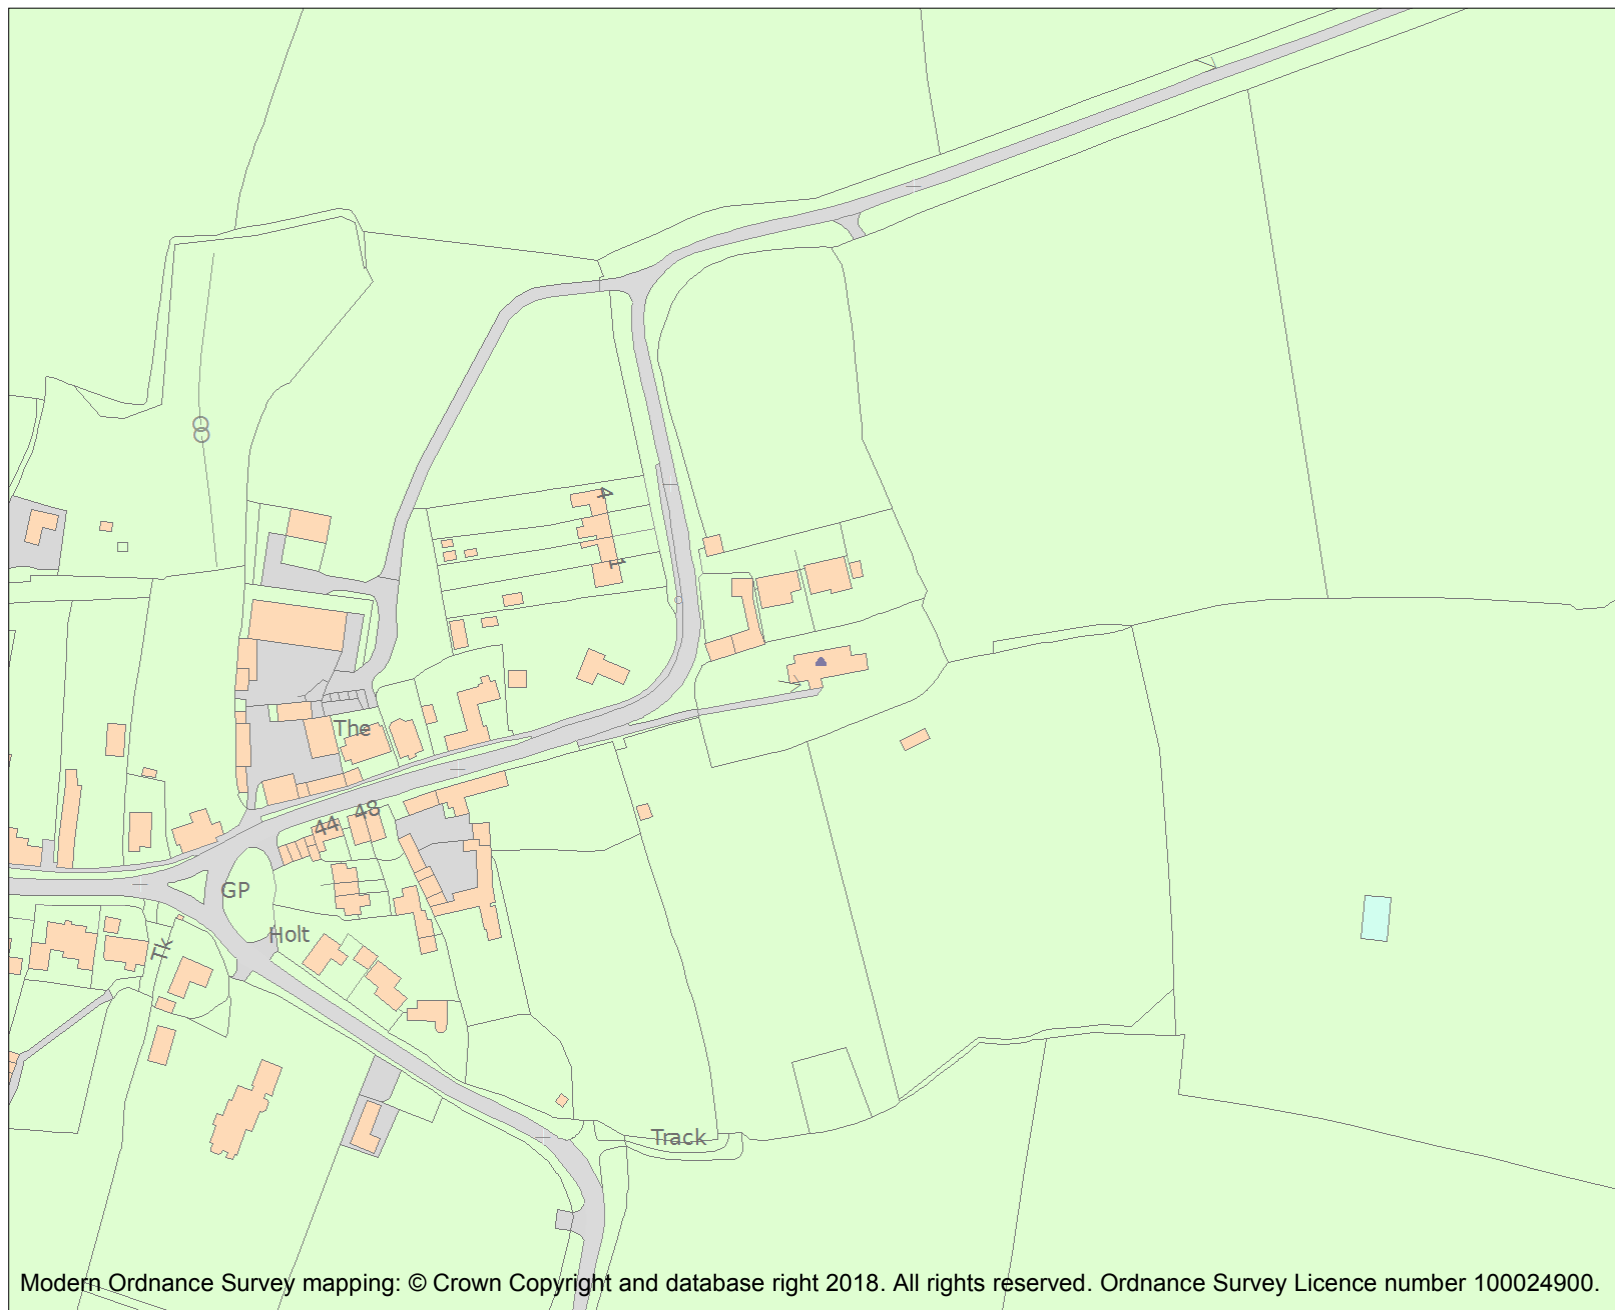 4
1
The
48
44
GP
Holt
Tk
Track
Modern Ordnance Survey mapping: © Crown Copyright and database right 2018. All rights reserved. Ordnance Survey Licence number 100024900.